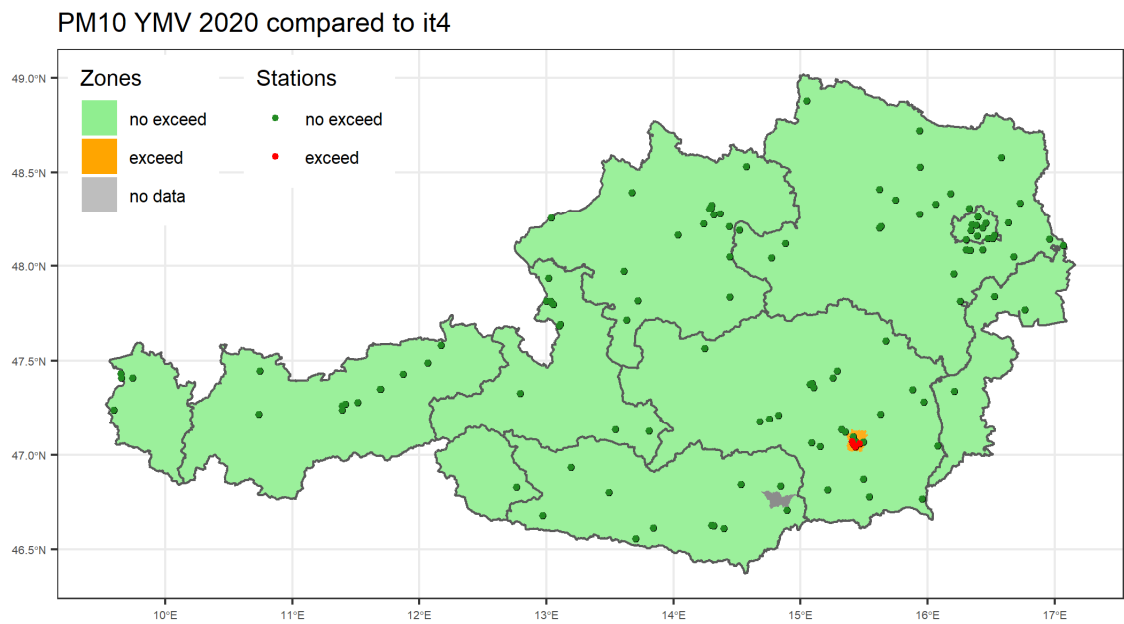 PM10 YMV 2020 compared to it4
Zones
no exceed
exceed
no data
Stations
no exceed
exceed
49.0°N
48.5°N
48.0°N
47.5°N
47.0°N
46.5°N
10°E 11°E 12°E 13°E 14°E 15°E 16°E 17°E